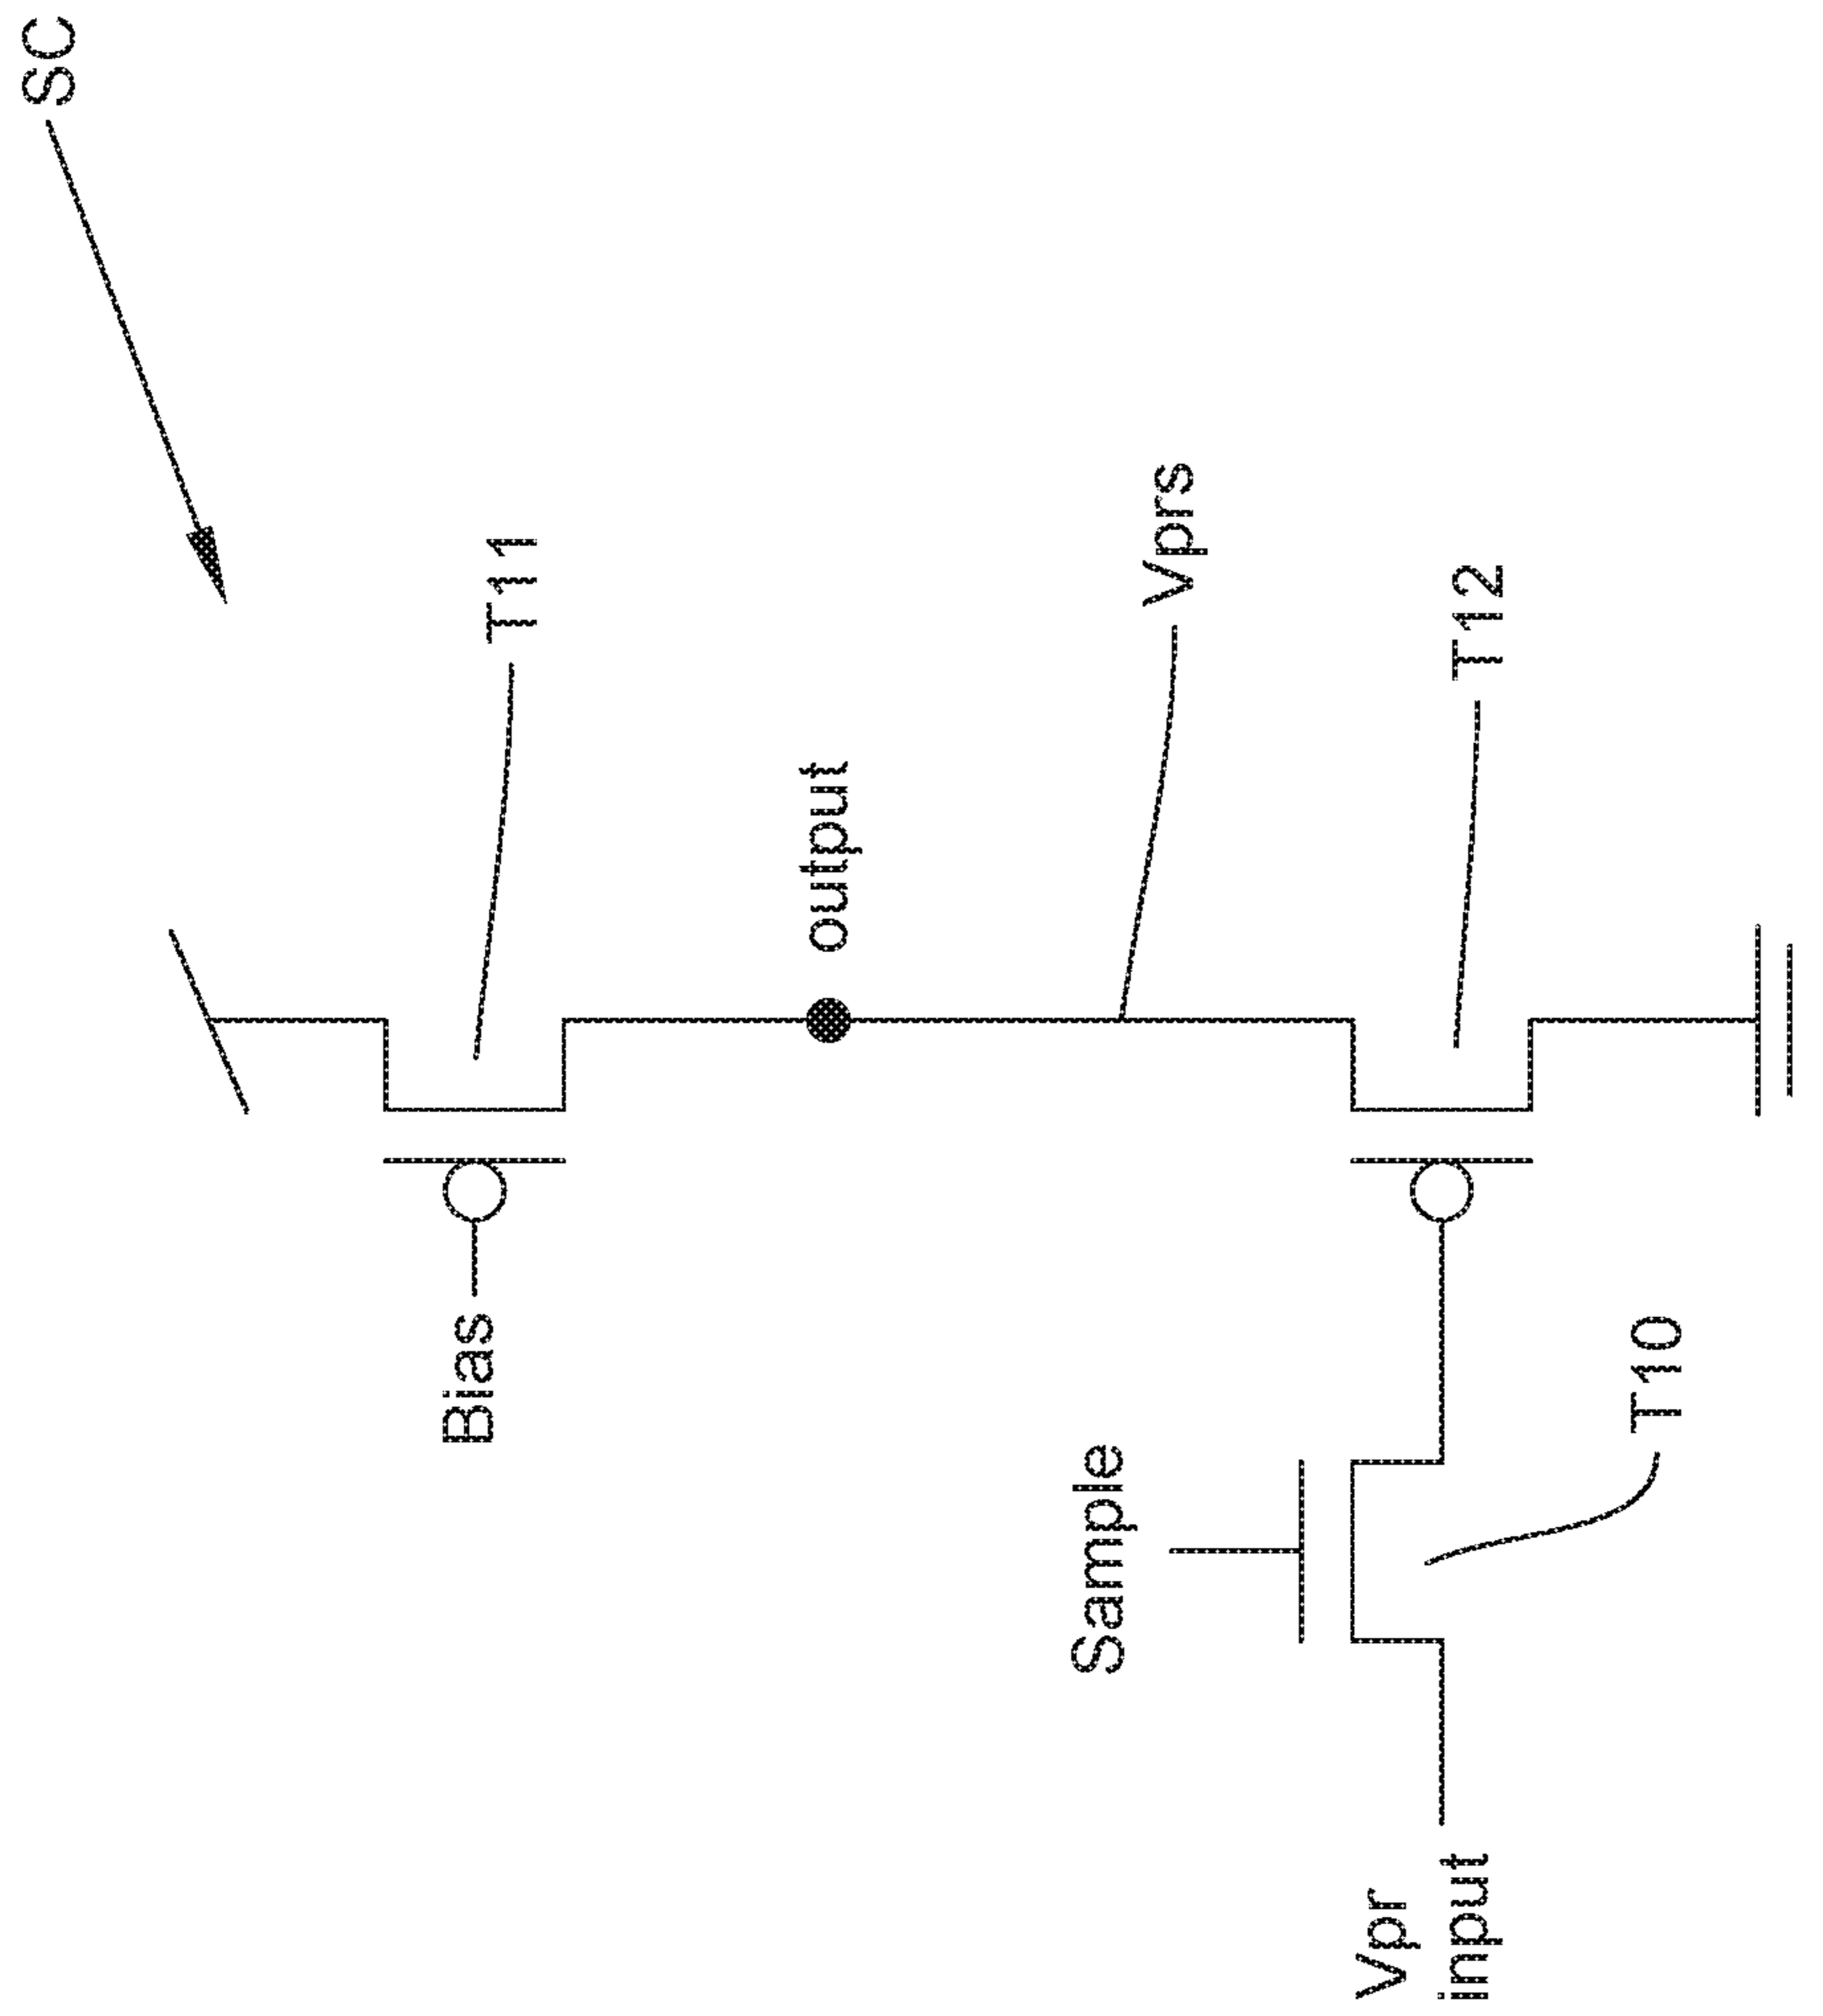 SC
T11
Bias
output
Vprs
Sample
T12
T10
Vpr
input